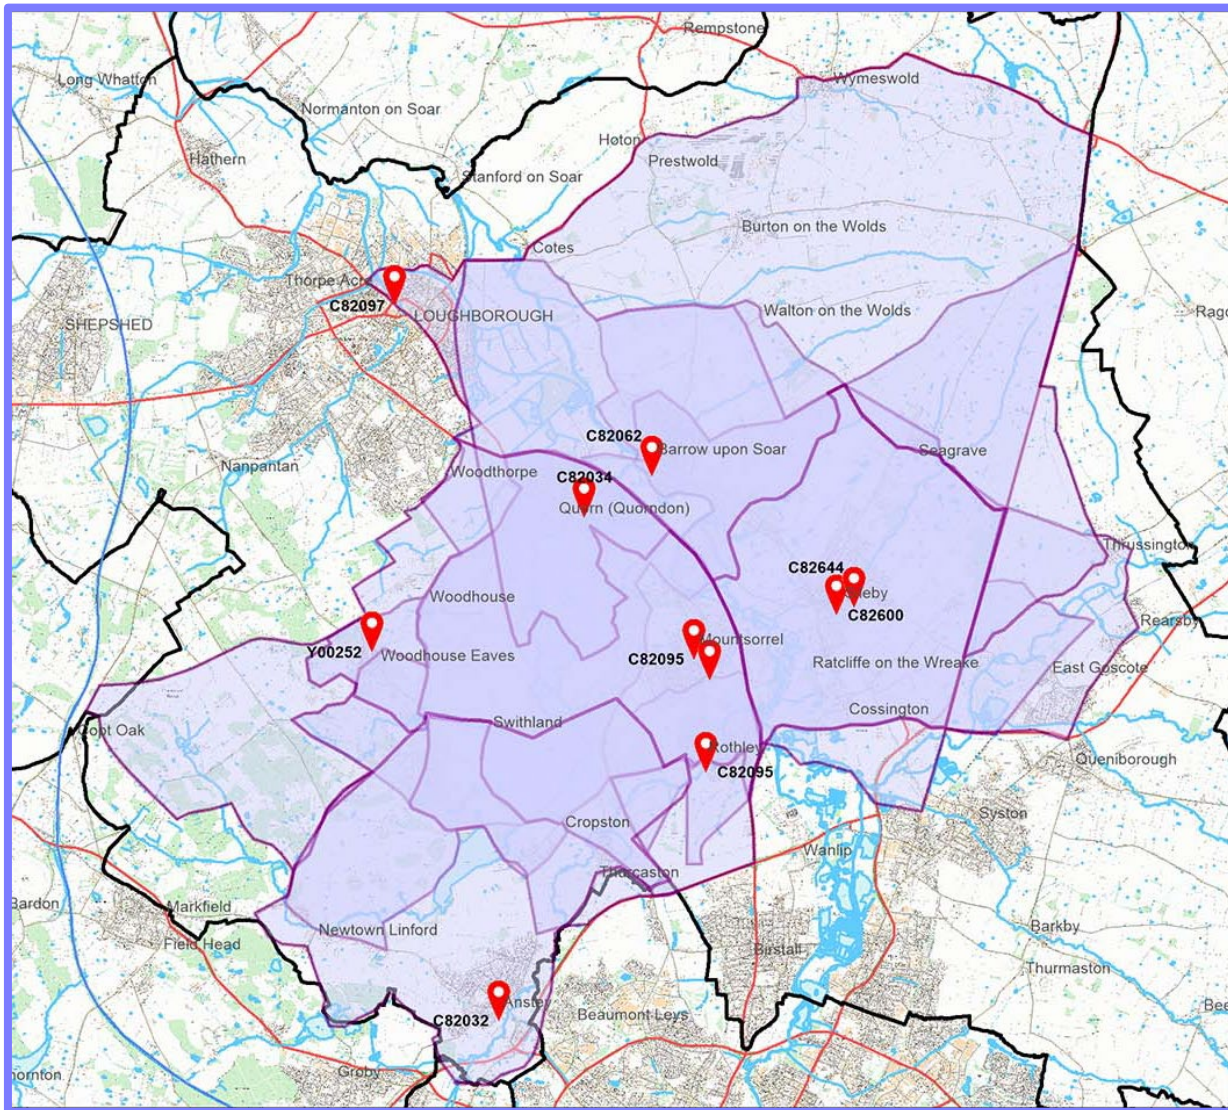 Rempstone
Long Whatton
Wymeswold
Normanton on Soar
Hoton
Hathern
Prestwold
Stanford on Soar
Burton on the Wolds
Cotes
Thorpe Acre
C82097
Walton on the Wolds
LOUGHBOROUGH
SHEPSHED
C82062
Barrow upon Soar
Seagrave
Nanpantan
Woodthorpe
C82034
Quorn (Quorndon)
Thrussington
C82644
Sileby
Woodhouse
C82600
Rearsby
Mountsorrel
Y00252
Woodhouse Eaves
C82095
Ratcliffe on the Wreake
East Goscote
Cossington
Swithland
Copt Oak
Rothley
Queniborough
C82095
Syston
Cropston
Wanlip
Thurcaston
Bardon
Markfield
Barkby
Newtown Linford
Field Head
Birstall
Thurmaston
Anstey
Beaumont Leys
C82032
Groby